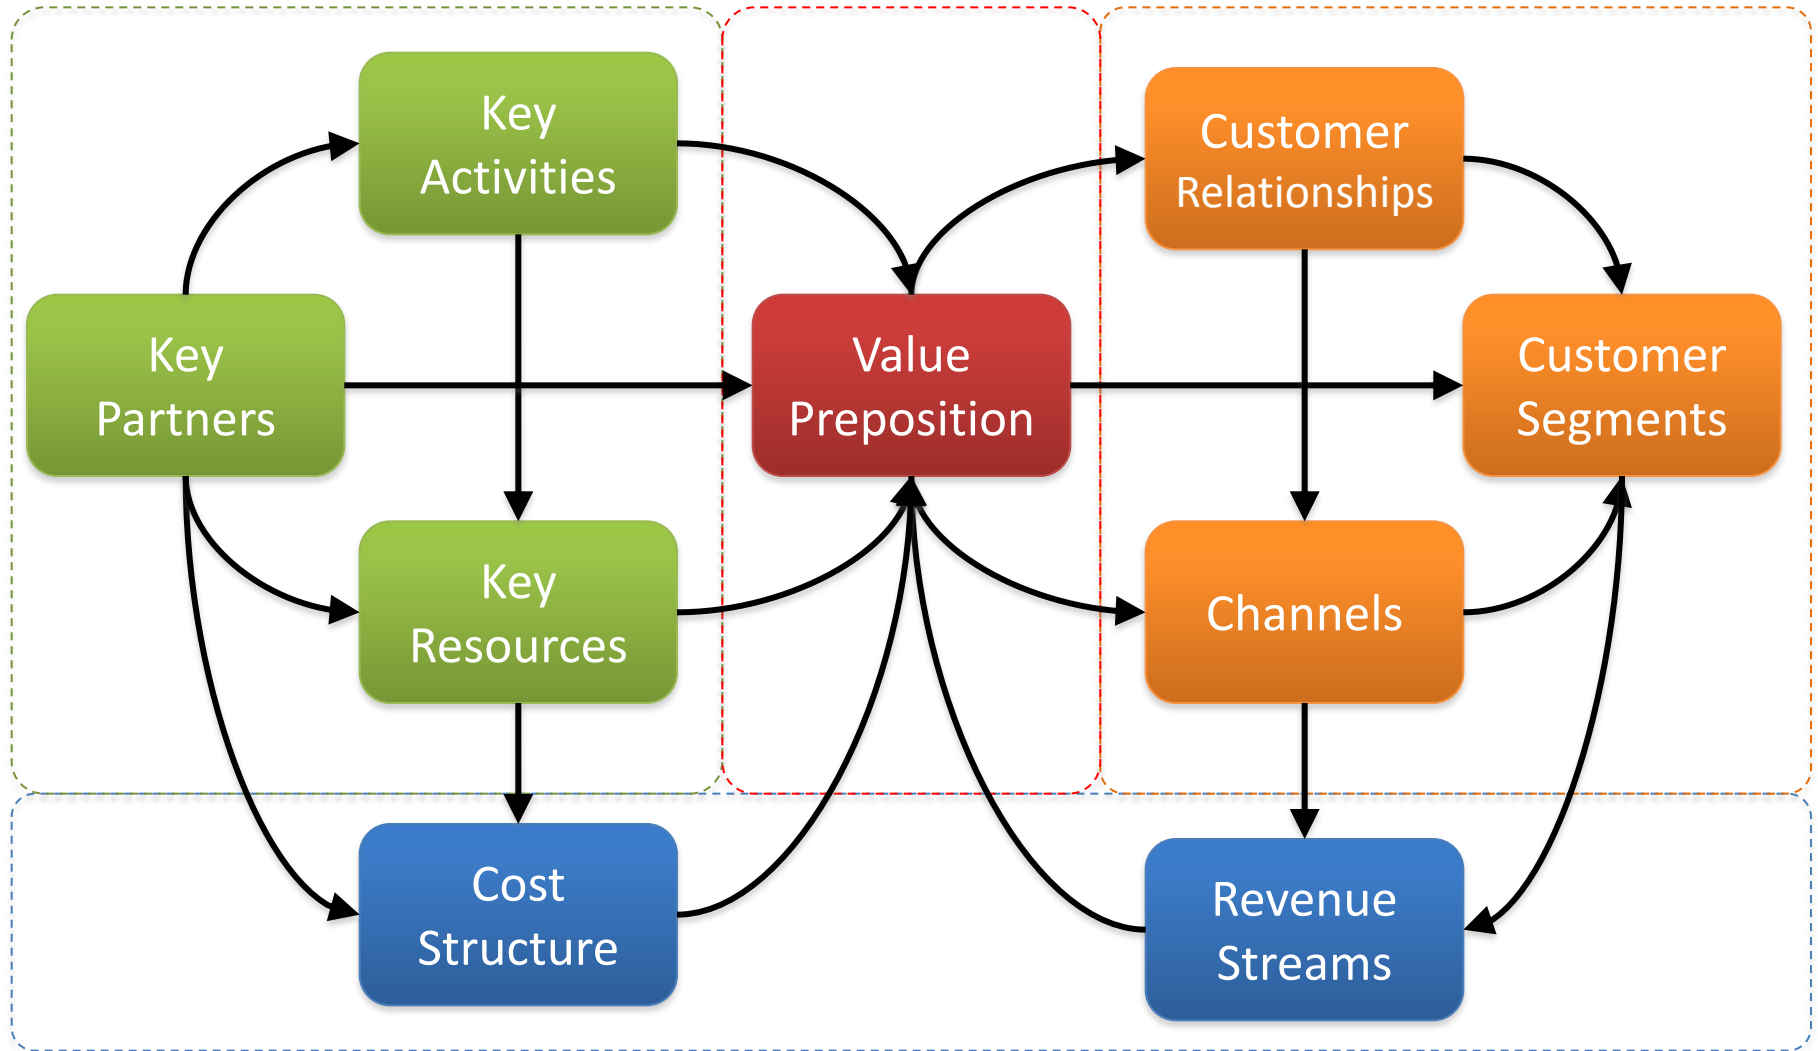 Key
Activities
Customer
Relationships
Key
Partners
Value
Preposition
Customer
Segments
Key
Resources
Channels
Cost
Structure
Revenue
Streams